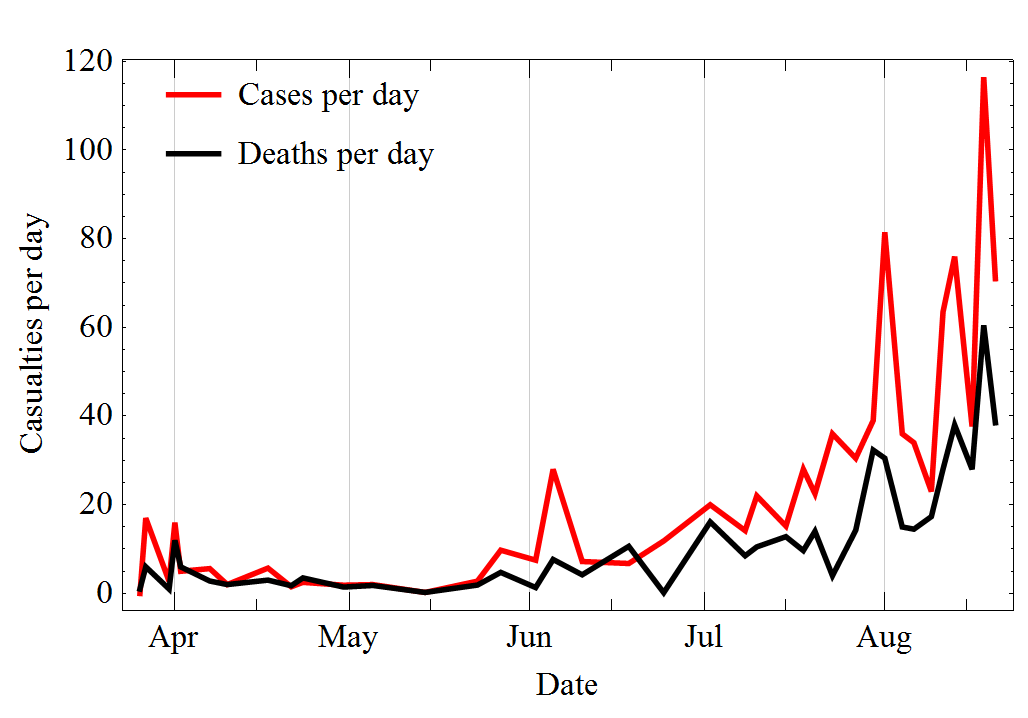 120
100
80
60
40
20
0
Casualties per day
Cases per day
Deaths per day
Apr May Jun Jul Aug
Date